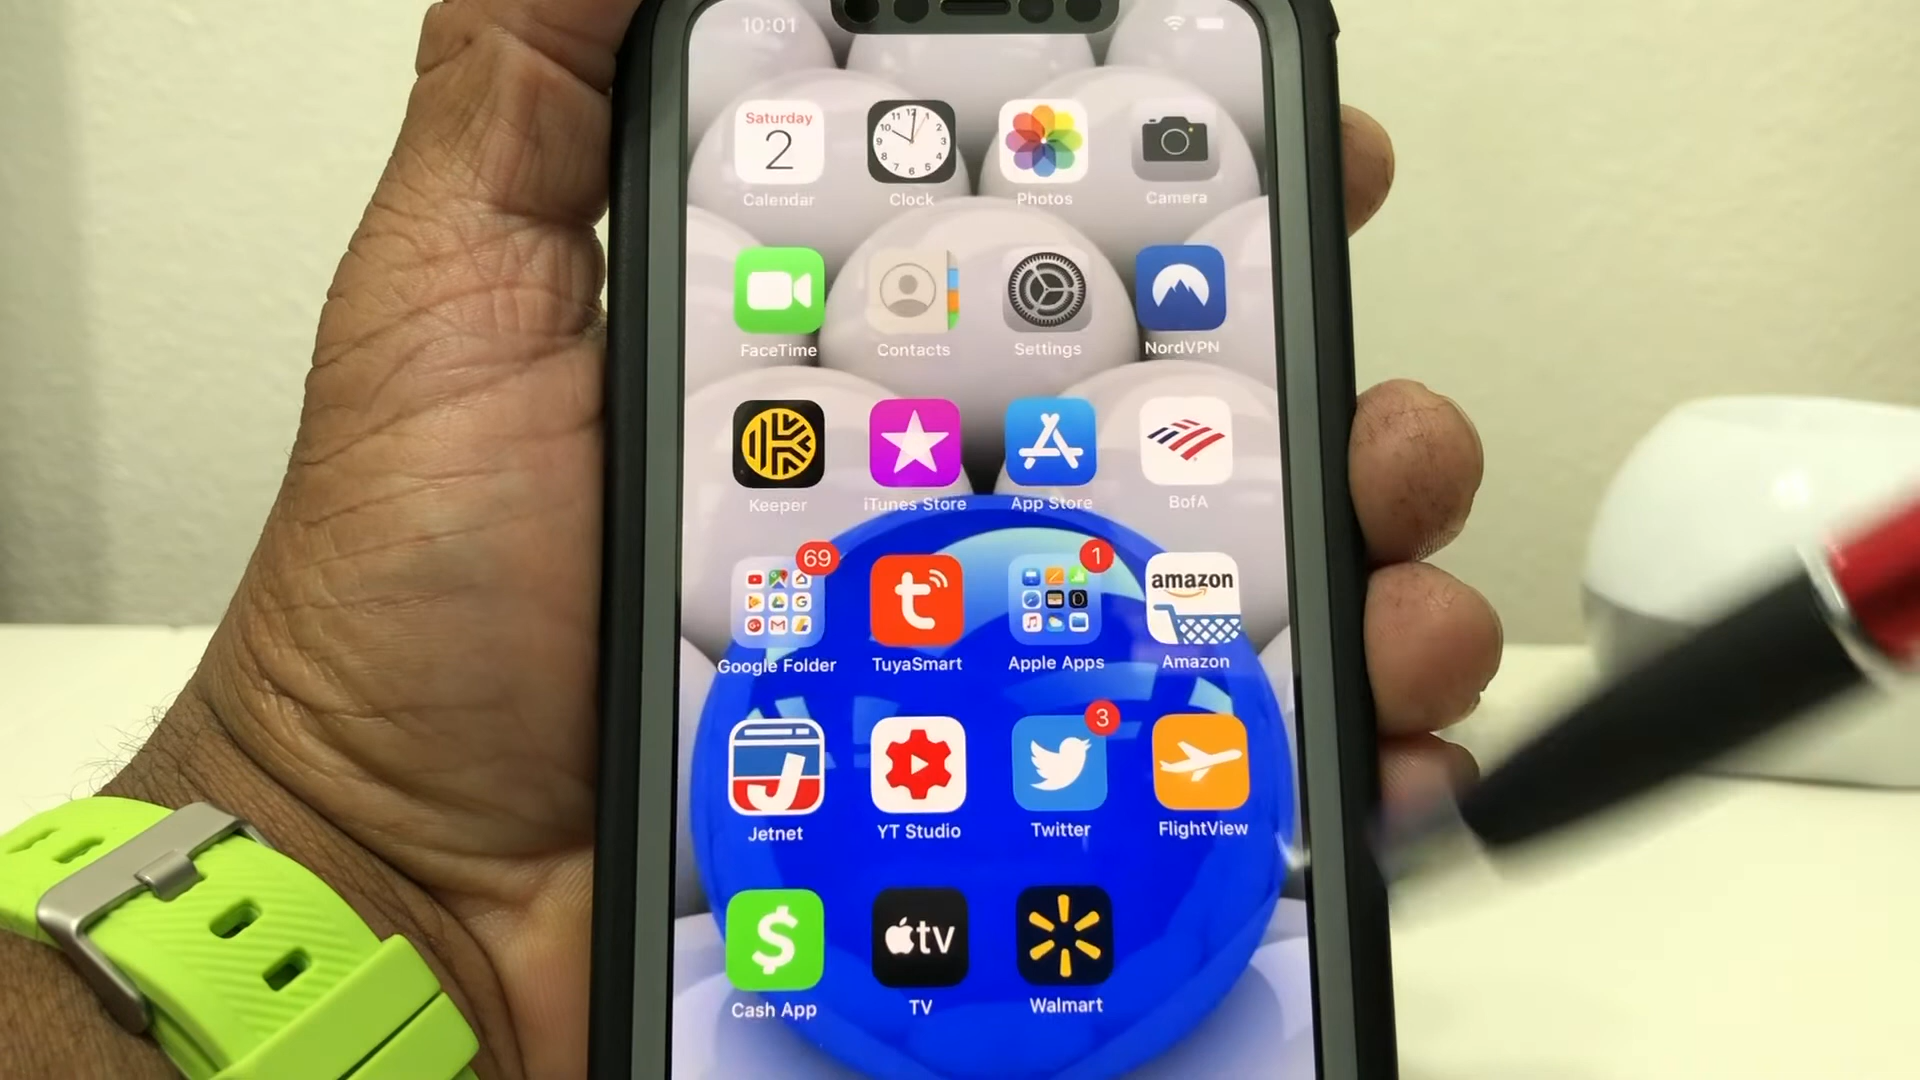 10:01
Saturday
2
Calendar
Clock
Photos
Camera
FaceTime
Contacts
Settings
NordVPN
Keeper
iTunes Store
App Store
BofA
69
Google Folder
t
TuyaSmart
1
Apple Apps
amazon
Amazon
J
Jetnet
YT Studio
3
Twitter
FlightView
$
Cash App
tv
TV
Walmart